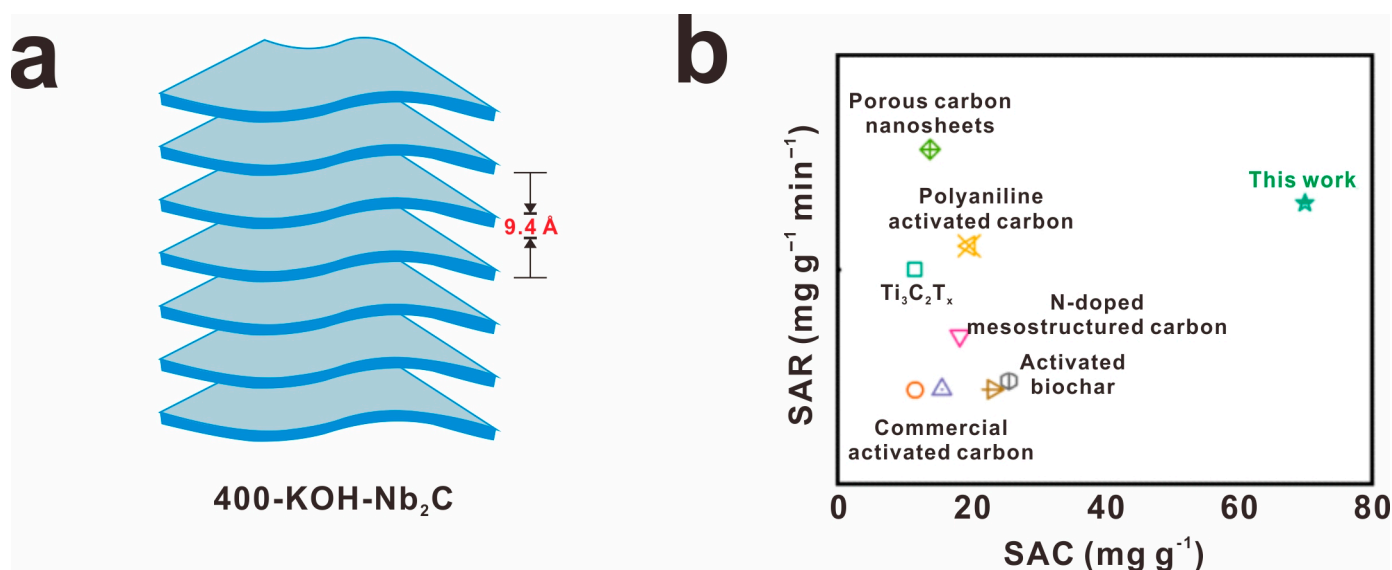 a
9.4 Å
400-KOH-Nb₂C
b
SAR (mg g⁻¹ min⁻¹)
Porous carbon
nanosheets
This work
Polyaniline
activated carbon
Ti₃C₂Tₓ
N-doped
mesostructured carbon
Activated
biochar
Commercial
activated carbon
0 20 40 60 80
SAC (mg g⁻¹)